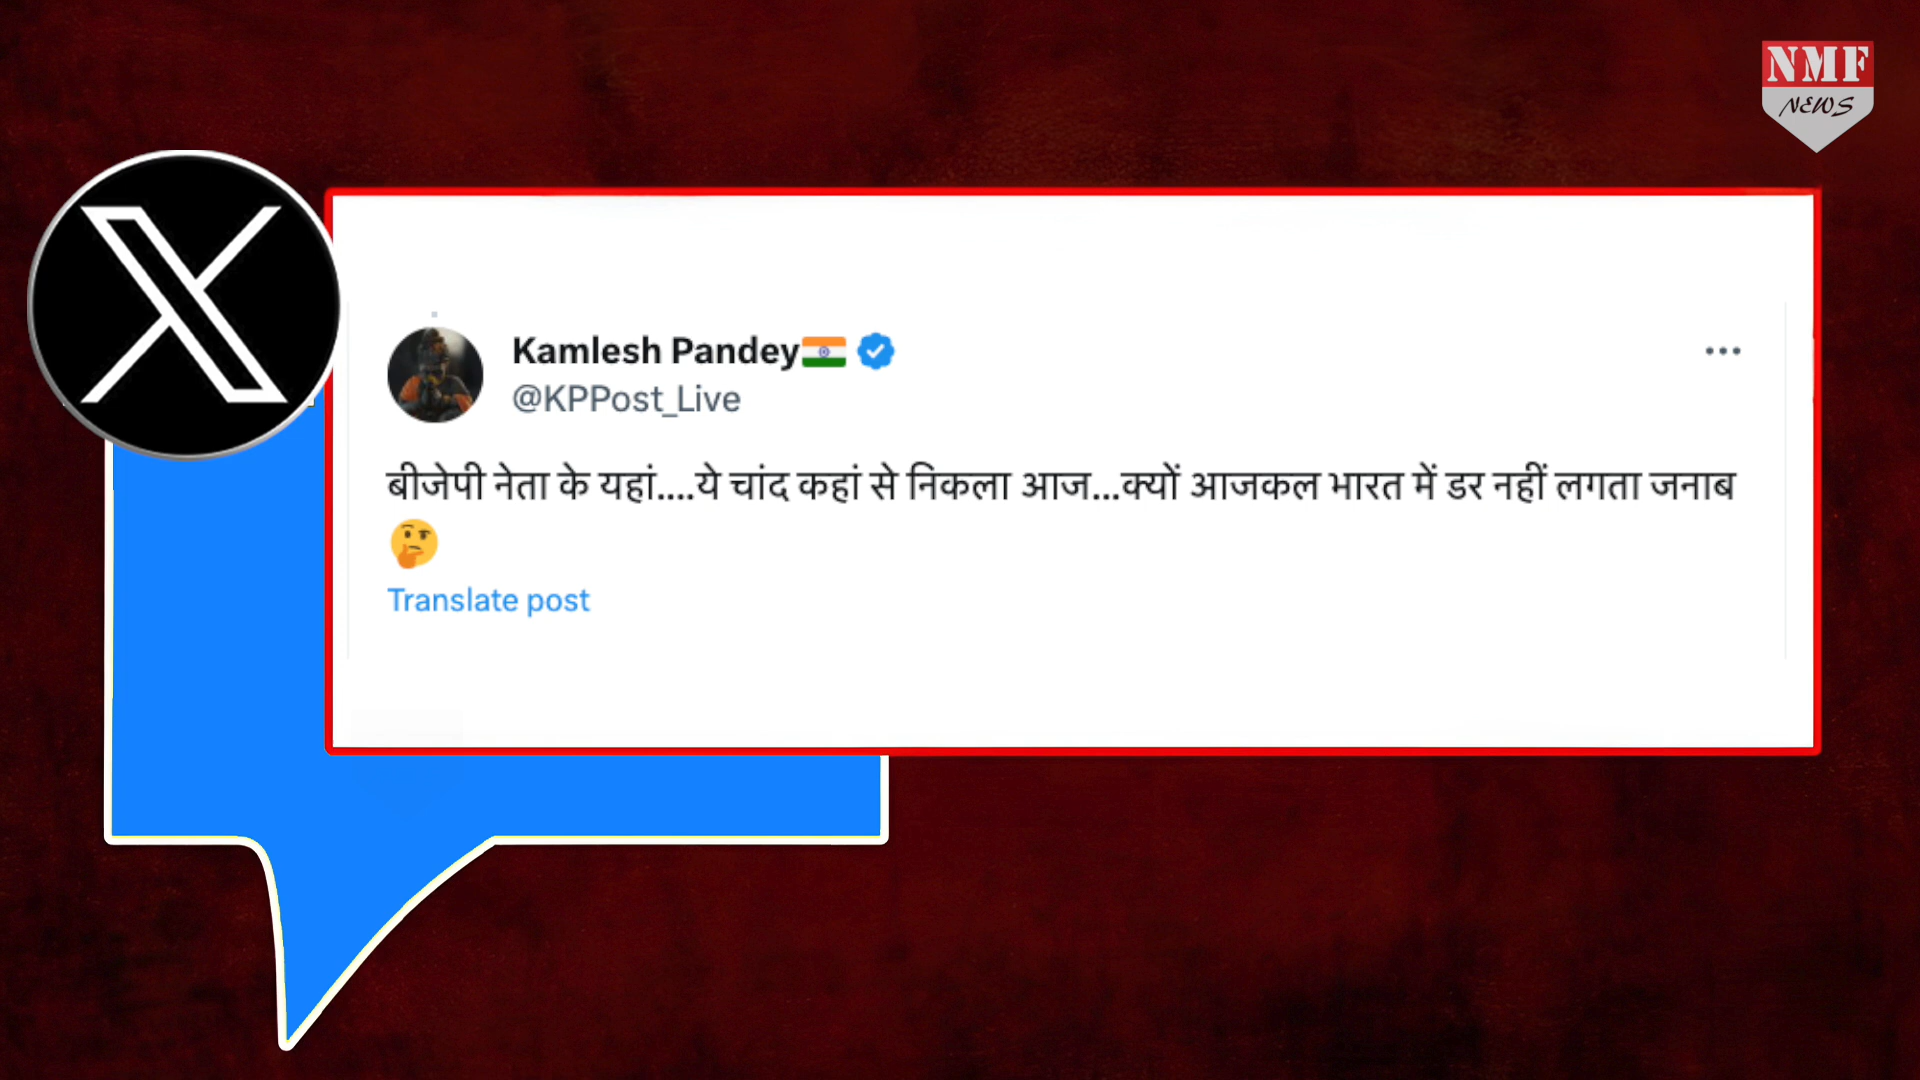 NMF
NEWS
Kamlesh Pandey🇮🇳
@KPPost_Live
बीजेपी नेता के यहां....ये चांद कहां से निकला आज...क्यों आजकल भारत में डर नहीं लगता जनाब
🤔
Translate post